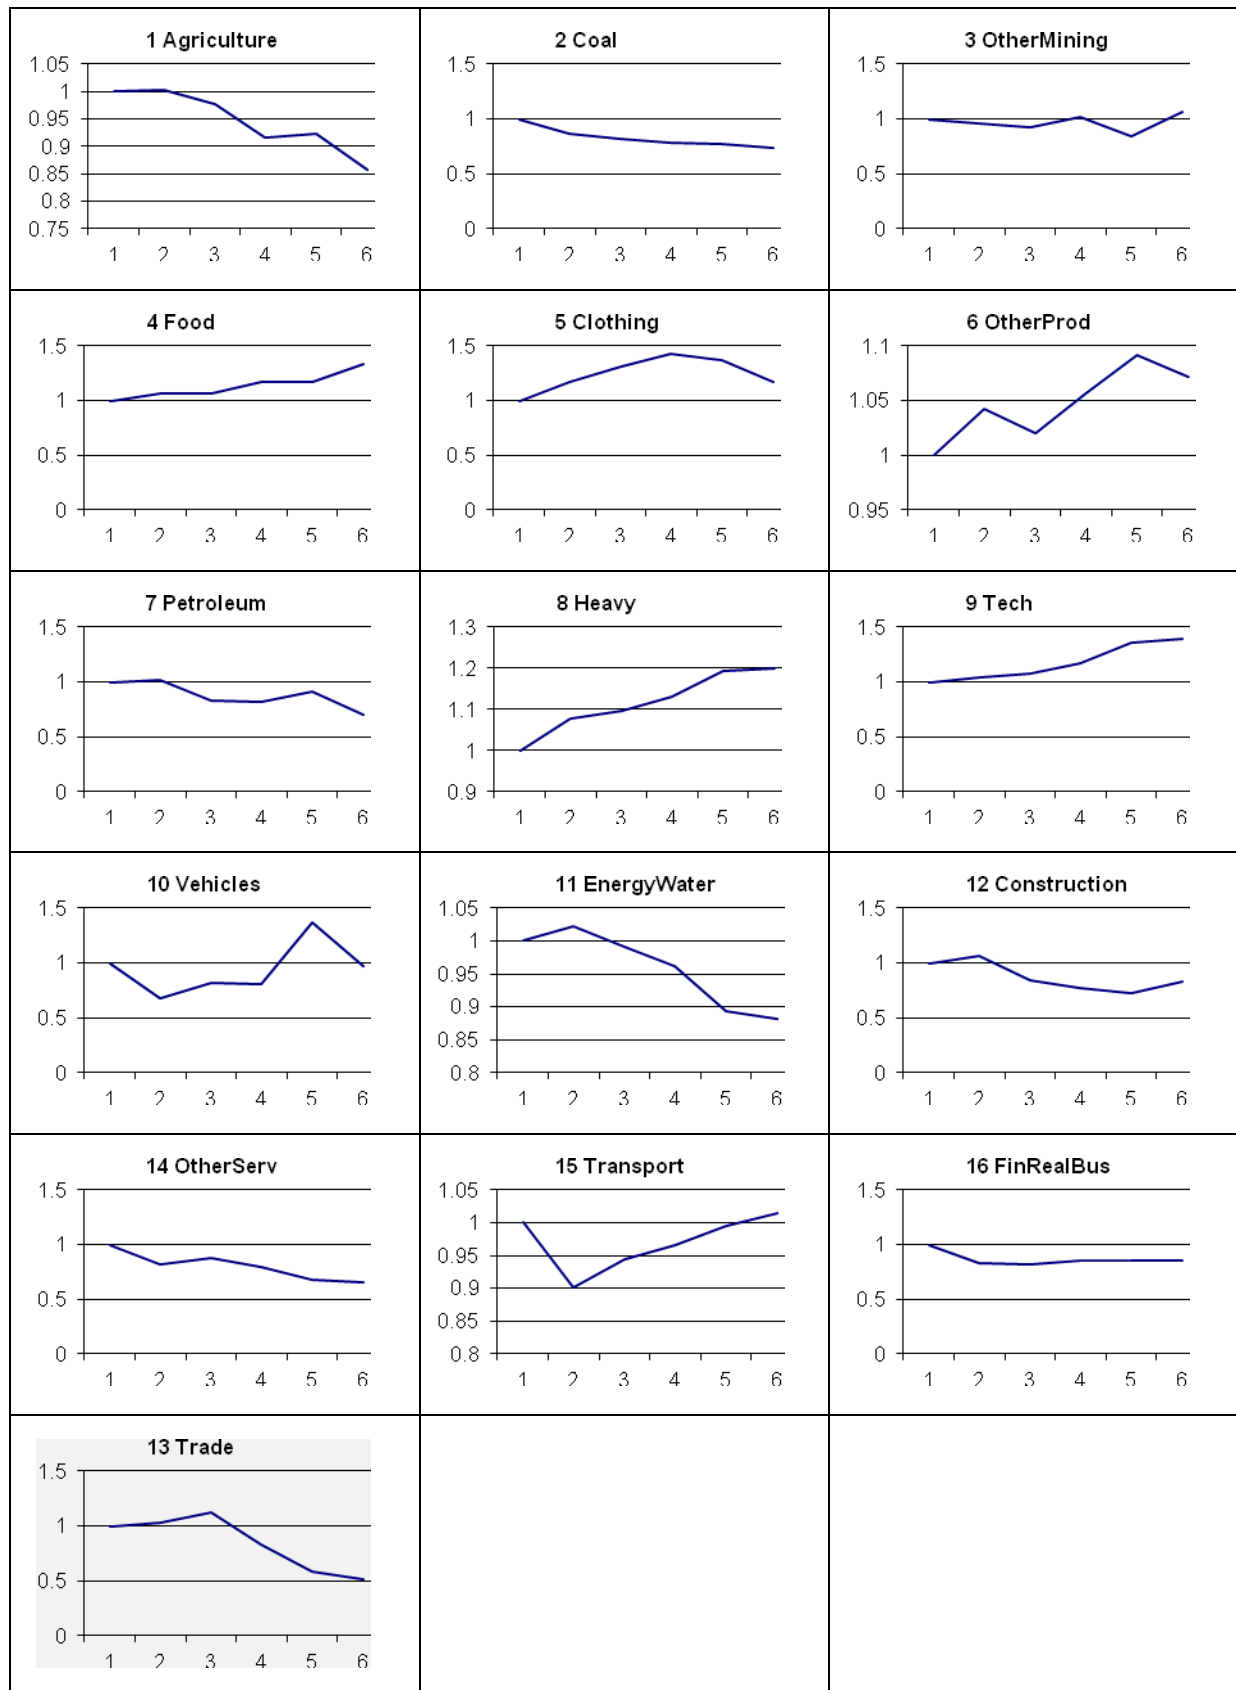 1 Agriculture
1.05
1
0.95
0.9
0.85
0.8
0.75
1 2 3 4 5 6
2 Coal
1.5
1
0.5
0
1 2 3 4 5 6
3 OtherMining
1.5
1
0.5
0
1 2 3 4 5 6
4 Food
1.5
1
0.5
0
1 2 3 4 5 6
5 Clothing
1.5
1
0.5
0
1 2 3 4 5 6
6 OtherProd
1.1
1.05
1
0.95
1 2 3 4 5 6
7 Petroleum
1.5
1
0.5
0
1 2 3 4 5 6
8 Heavy
1.3
1.2
1.1
1
0.9
1 2 3 4 5 6
9 Tech
1.5
1
0.5
0
1 2 3 4 5 6
10 Vehicles
1.5
1
0.5
0
1 2 3 4 5 6
11 EnergyWater
1.05
1
0.95
0.9
0.85
0.8
1 2 3 4 5 6
12 Construction
1.5
1
0.5
0
1 2 3 4 5 6
14 OtherServ
1.5
1
0.5
0
1 2 3 4 5 6
15 Transport
1.05
1
0.95
0.9
0.85
0.8
1 2 3 4 5 6
16 FinRealBus
1.5
1
0.5
0
1 2 3 4 5 6
13 Trade
1.5
1
0.5
0
1 2 3 4 5 6